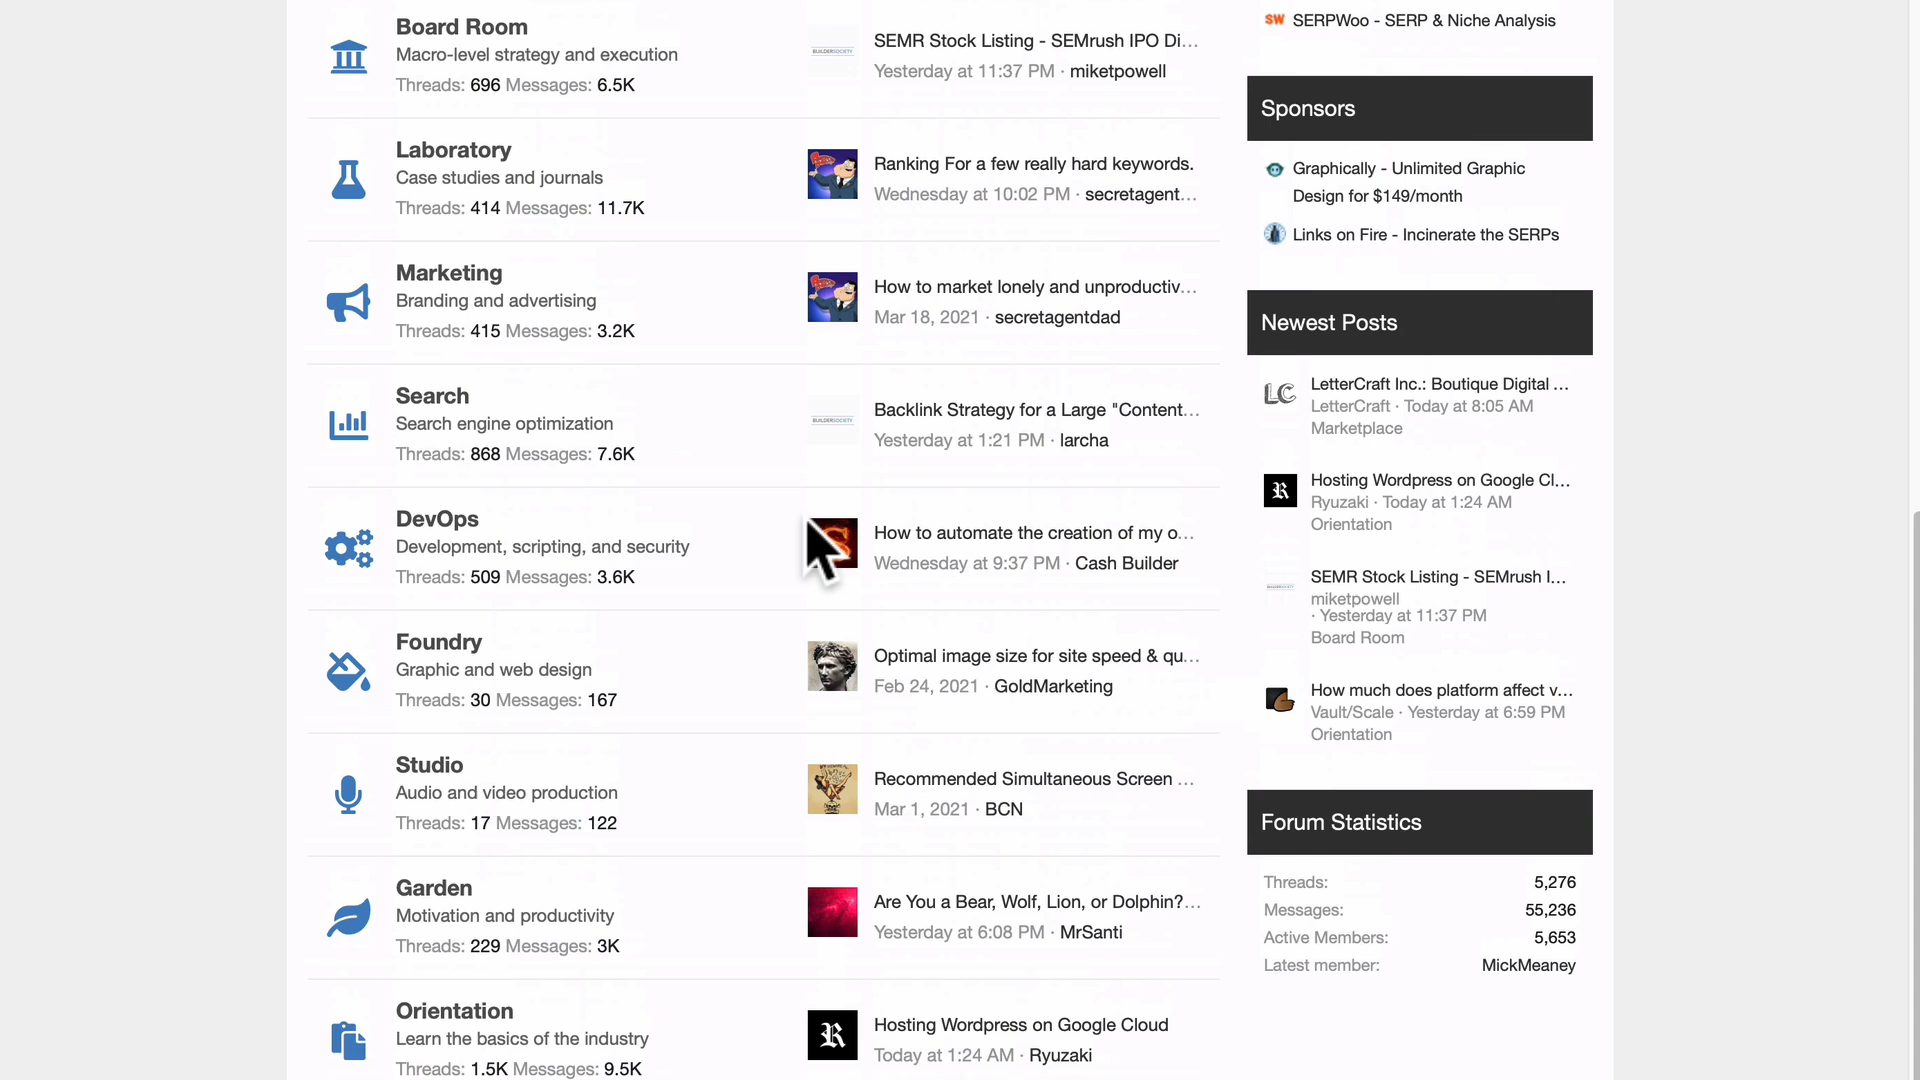 Board Room
Macro-level strategy and execution
Threads: 696 Messages: 6.5K
BUILDERSOCIETY
SEMR Stock Listing - SEMrush IPO Di...
Yesterday at 11:37 PM · miketpowell
Laboratory
Case studies and journals
Threads: 414 Messages: 11.7K
Ranking For a few really hard keywords.
Wednesday at 10:02 PM · secretagent...
Marketing
Branding and advertising
Threads: 415 Messages: 3.2K
How to market lonely and unproductiv...
Mar 18, 2021 · secretagentdad
Search
Search engine optimization
Threads: 868 Messages: 7.6K
BUILDERSOCIETY
Backlink Strategy for a Large "Content...
Yesterday at 1:21 PM · larcha
DevOps
Development, scripting, and security
Threads: 509 Messages: 3.6K
How to automate the creation of my o...
Wednesday at 9:37 PM · Cash Builder
Foundry
Graphic and web design
Threads: 30 Messages: 167
Optimal image size for site speed & qu...
Feb 24, 2021 · GoldMarketing
Studio
Audio and video production
Threads: 17 Messages: 122
Recommended Simultaneous Screen ...
Mar 1, 2021 · BCN
Garden
Motivation and productivity
Threads: 229 Messages: 3K
Are You a Bear, Wolf, Lion, or Dolphin?...
Yesterday at 6:08 PM · MrSanti
Orientation
Learn the basics of the industry
Threads: 1.5K Messages: 9.5K
R
Hosting Wordpress on Google Cloud
Today at 1:24 AM · Ryuzaki
SW SERPWoo - SERP & Niche Analysis
Sponsors
Graphically - Unlimited Graphic
Design for $149/month
Links on Fire - Incinerate the SERPs
Newest Posts
LC
LetterCraft Inc.: Boutique Digital ...
LetterCraft · Today at 8:05 AM
Marketplace
R
Hosting Wordpress on Google Cl...
Ryuzaki · Today at 1:24 AM
Orientation
SEMR Stock Listing - SEMrush I...
miketpowell
· Yesterday at 11:37 PM
Board Room
How much does platform affect v...
Vault/Scale · Yesterday at 6:59 PM
Orientation
Forum Statistics
Threads: 5,276
Messages: 55,236
Active Members: 5,653
Latest member: MickMeaney